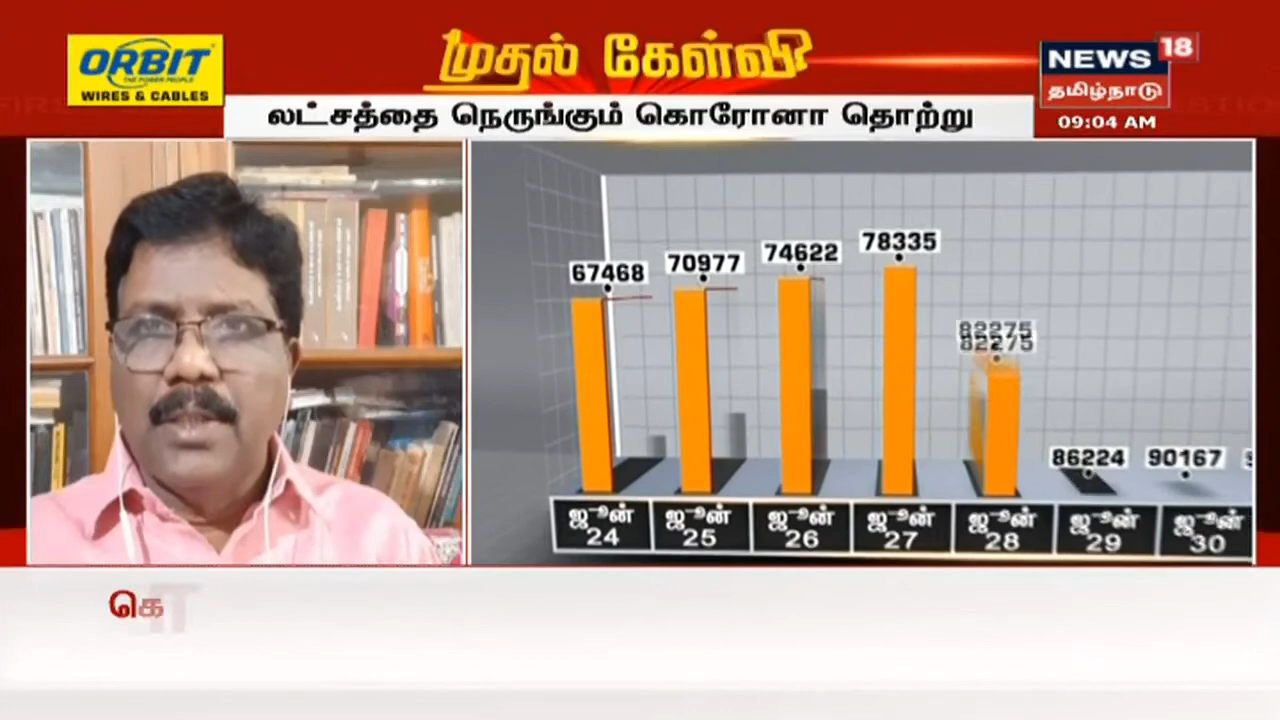 ORBIT
THE POWER PEOPLE
WIRES & CABLES
முதல் கேள்வி?
NEWS 18
தமிழ்நாடு
09:04 AM
லட்சத்தை நெருங்கும் கொரோனா தொற்று
67468
70977
74622
78335
82275
86224
90167
ஜூன் 24
ஜூன் 25
ஜூன் 26
ஜூன் 27
ஜூன் 28
ஜூன் 29
ஜூன் 30